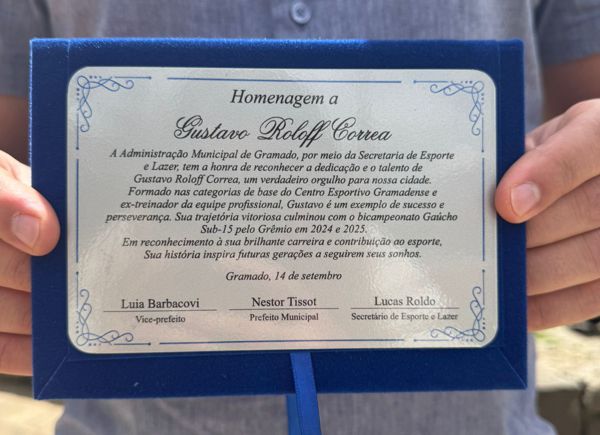 Homenagem a
Gustavo Roloff Correa
A Administração Municipal de Gramado, por meio da Secretaria de Esporte
e Lazer, tem a honra de reconhecer a dedicação e o talento de
Gustavo Roloff Correa, um verdadeiro orgulho para nossa cidade.
Formado nas categorias de base do Centro Esportivo Gramadense e
ex-treinador da equipe profissional, Gustavo é um exemplo de sucesso e
perseverança. Sua trajetória vitoriosa culminou com o bicampeonato Gaúcho
Sub-15 pelo Grêmio em 2024 e 2025.
Em reconhecimento à sua brilhante carreira e contribuição ao esporte,
Sua história inspira futuras gerações a seguirem seus sonhos.
Gramado, 14 de setembro
Luia Barbacovi Nestor Tissot Lucas Roldo
Vice-prefeito Prefeito Municipal Secretário de Esporte e Lazer